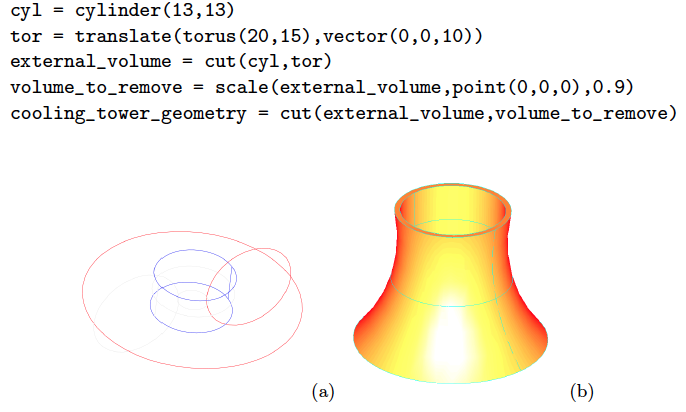 cyl = cylinder(13,13)
tor = translate(torus(20,15),vector(0,0,10))
external_volume = cut(cyl,tor)
volume_to_remove = scale(external_volume,point(0,0,0),0.9)
cooling_tower_geometry = cut(external_volume,volume_to_remove)
(a) (b)